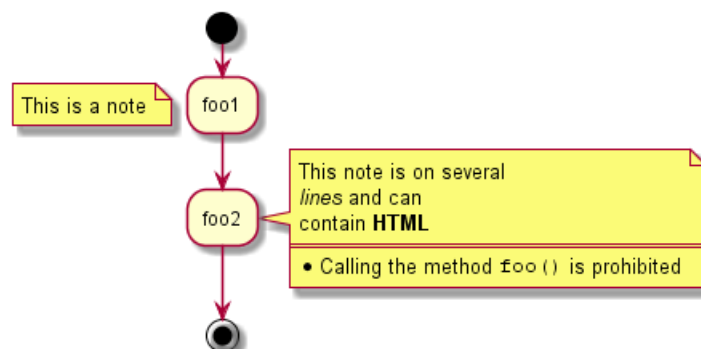 This is a note
foo1
foo2
This note is on several
lines and can
contain HTML
• Calling the method foo() is prohibited